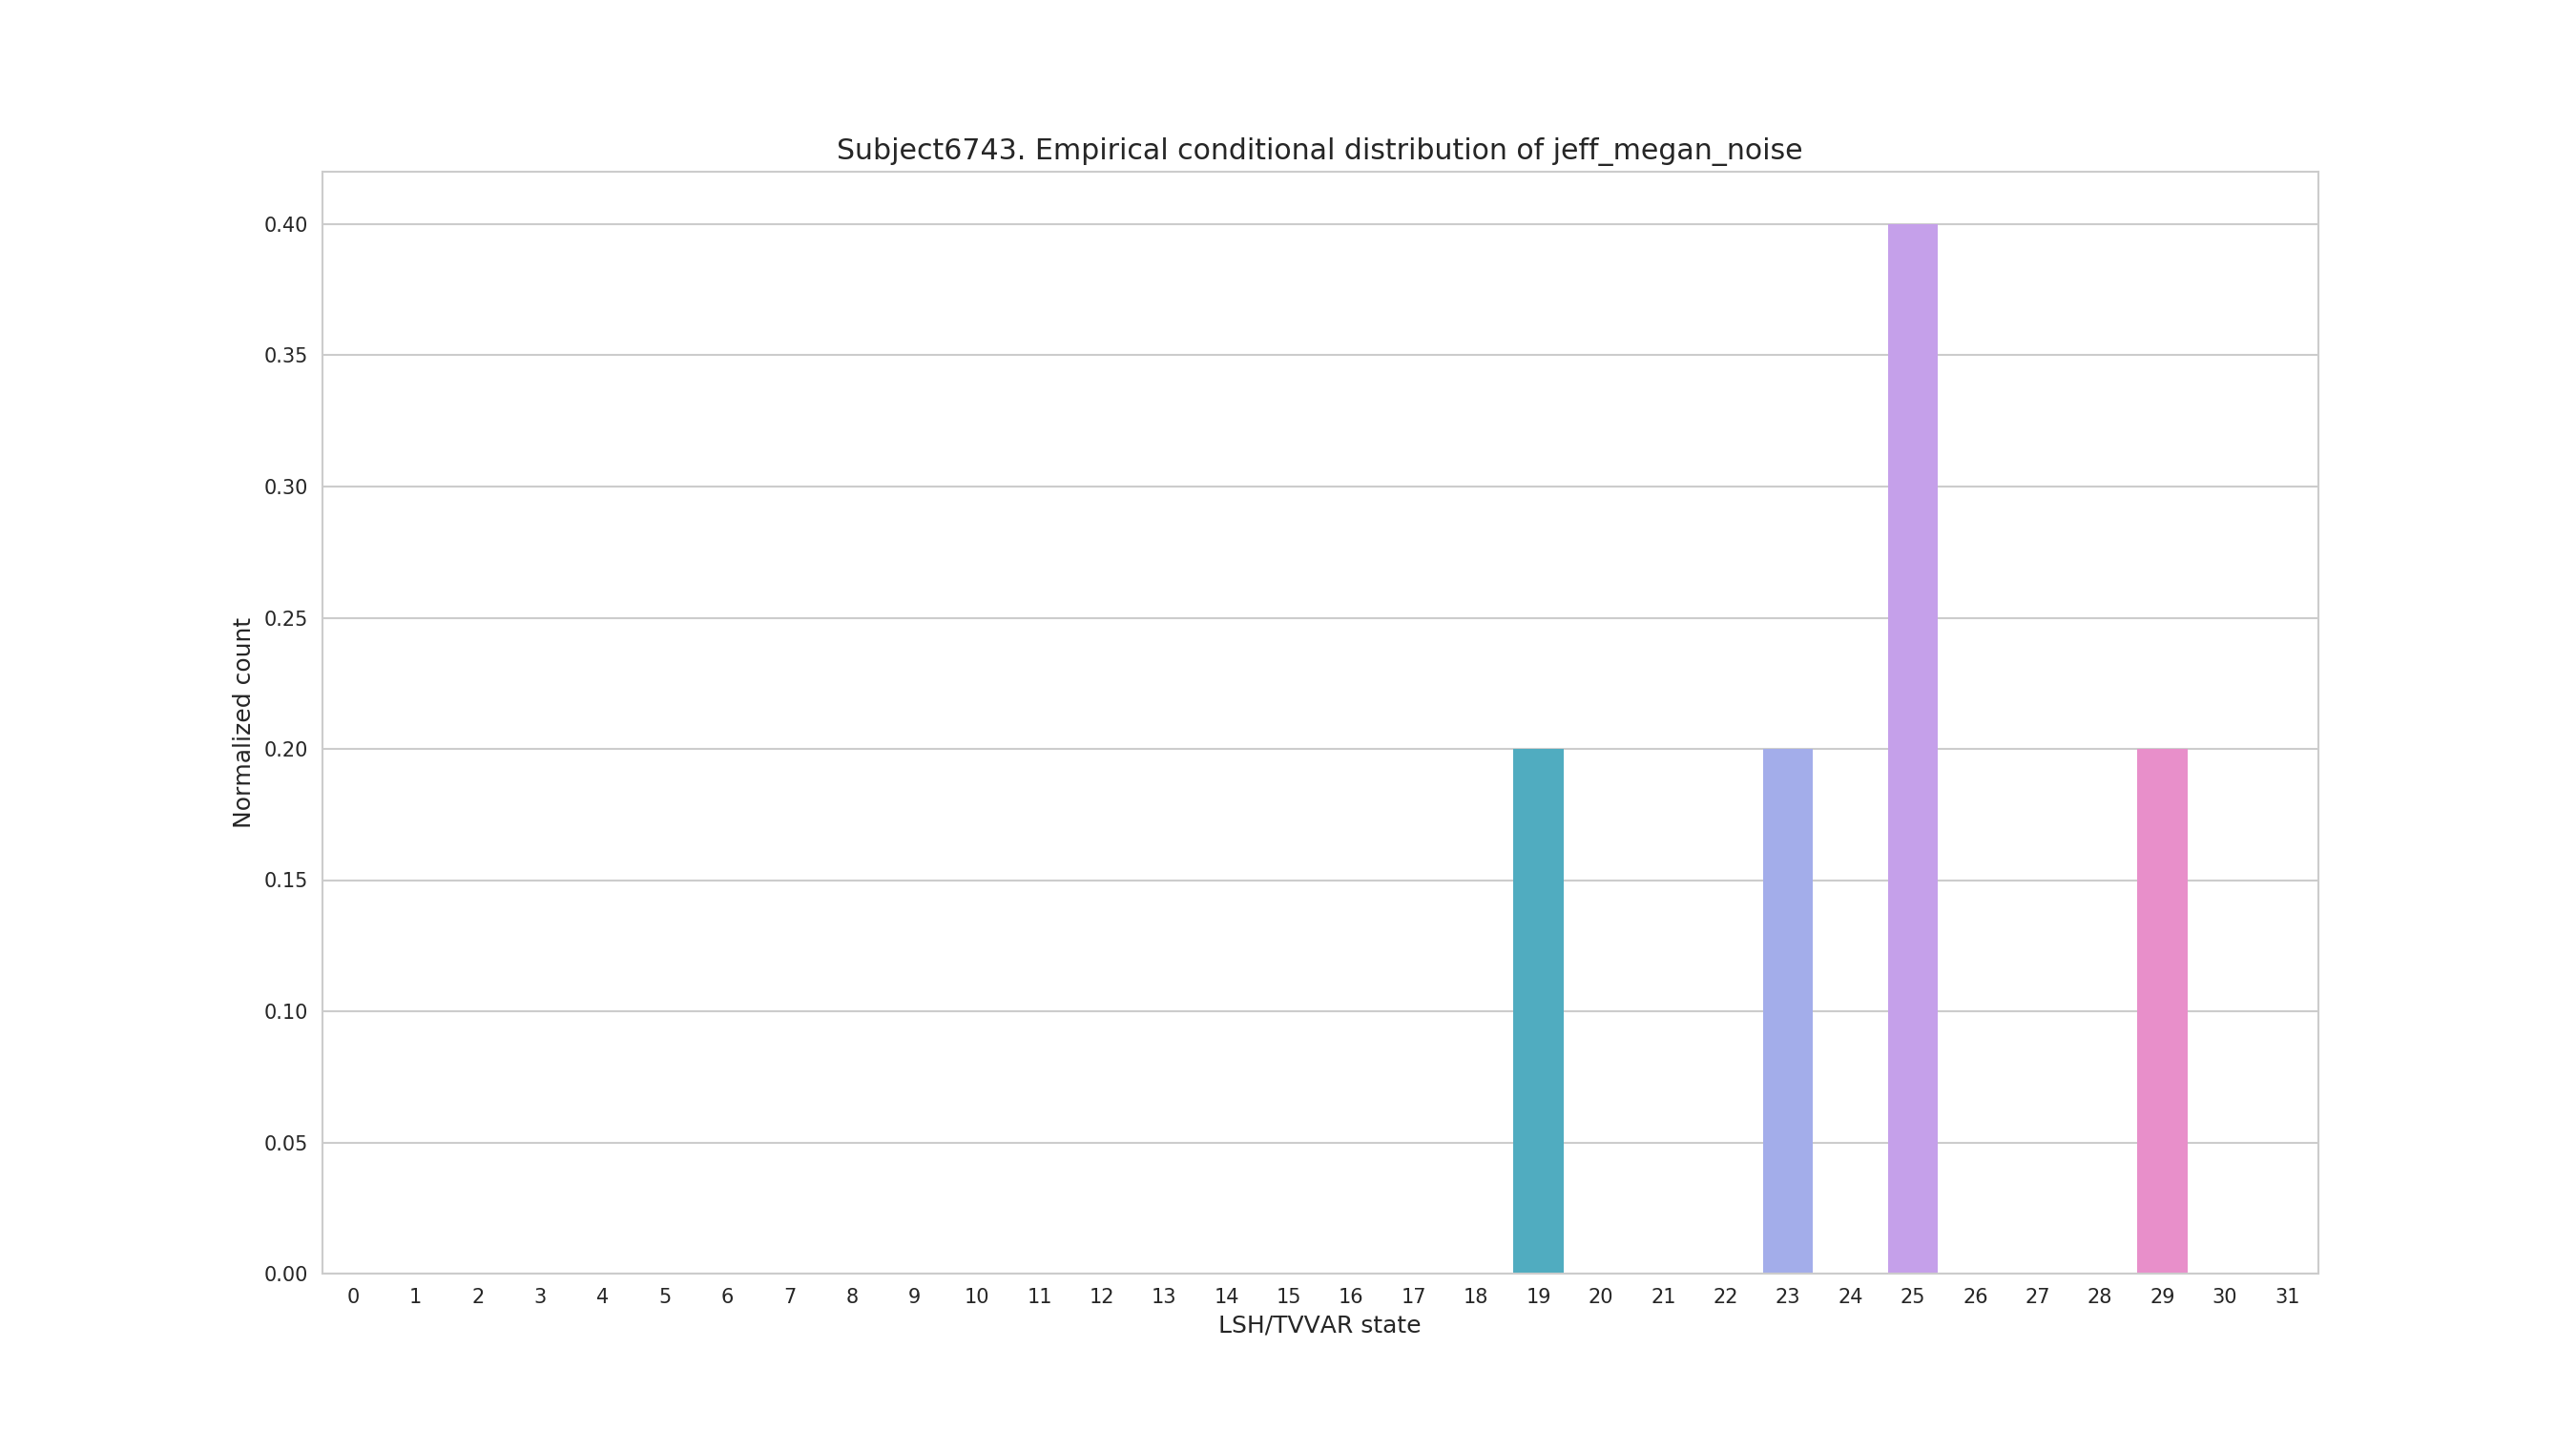 Subject6743. Empirical conditional distribution of jeff_megan_noise
0.40
0.35
0.30
0.25
0.20
0.15
0.10
0.05
0.00
Normalized count
0 1 2 3 4 5 6 7 8 9 10 11 12 13 14 15 16 17 18 19 20 21 22 23 24 25 26 27 28 29 30 31
LSH/TVVAR state